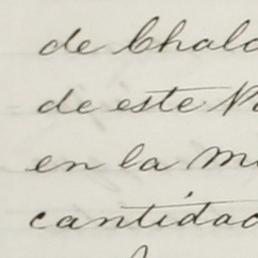 de Chalc
de este
en la
cantidad